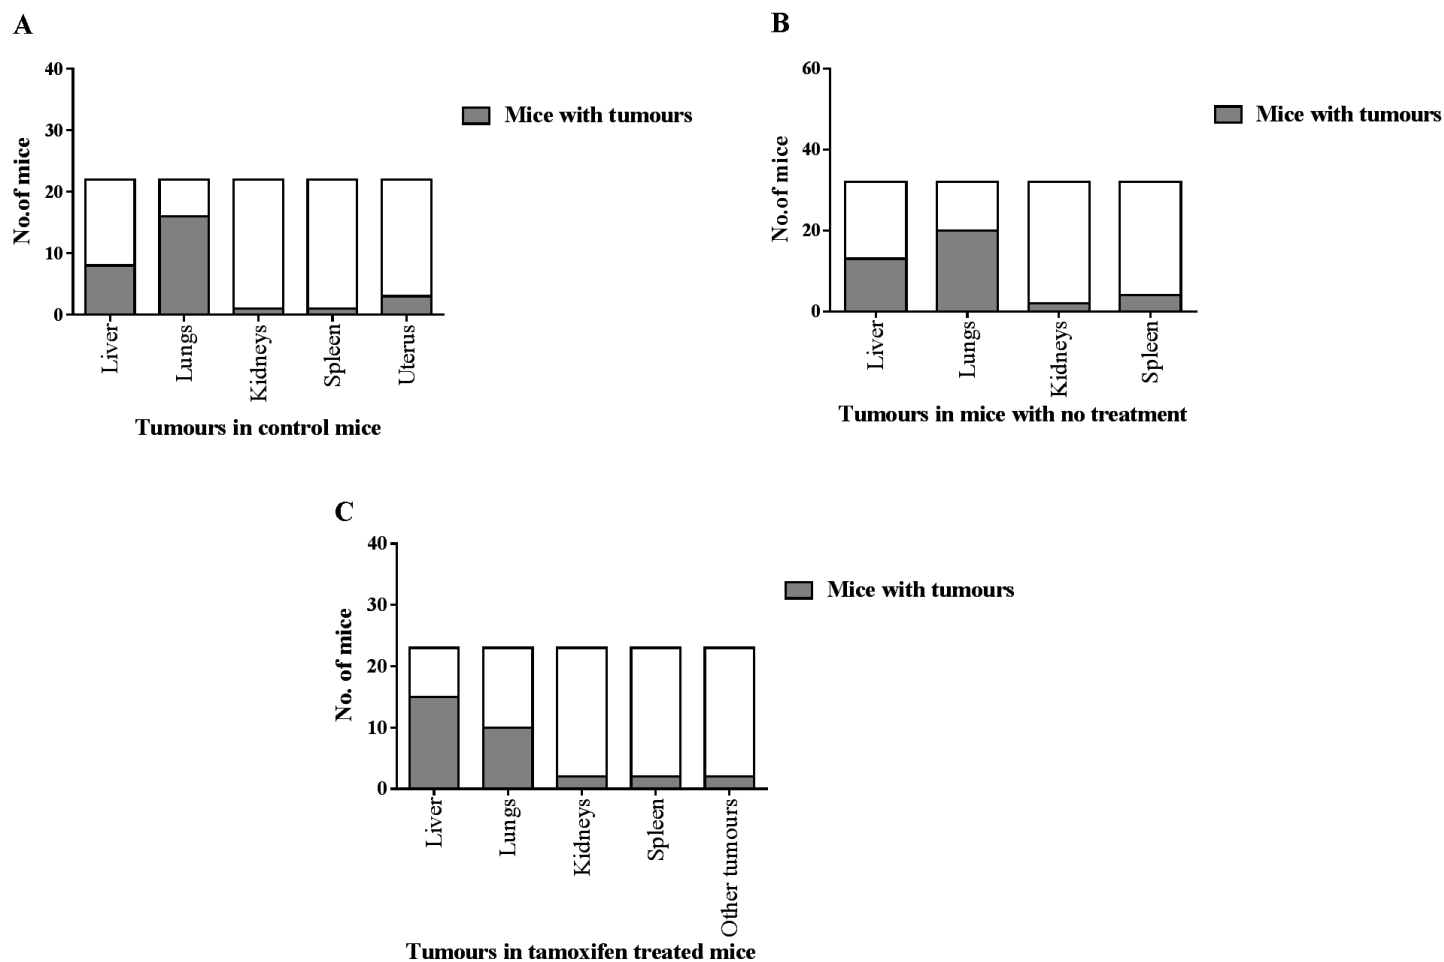 A
40
30
20
10
0
No.of mice
Mice with tumours
Liver
Lungs
Kidneys
Spleen
Uterus
Tumours in control mice
B
60
40
20
0
No.of mice
Mice with tumours
Liver
Lungs
Kidneys
Spleen
Tumours in mice with no treatment
C
40
30
20
10
0
No. of mice
Mice with tumours
Liver
Lungs
Kidneys
Spleen
Other tumours
Tumours in tamoxifen treated mice